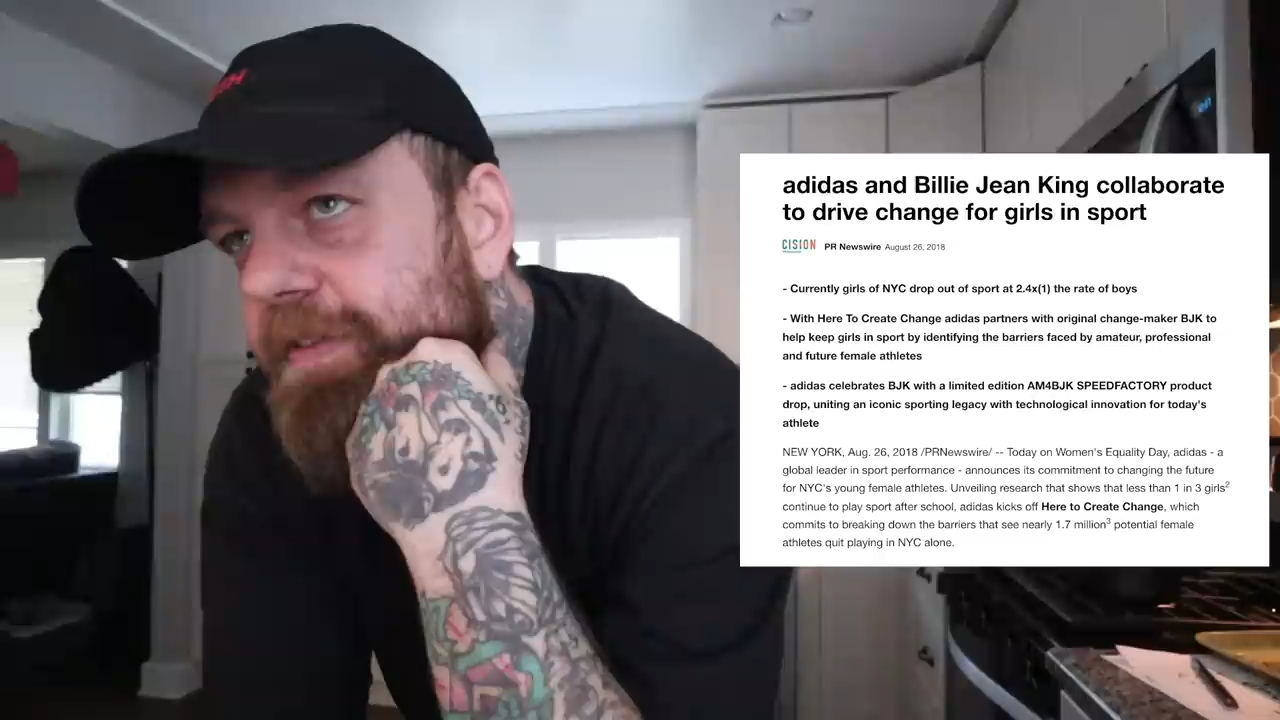 adidas and Billie Jean King collaborate
to drive change for girls in sport
CISION PR Newswire August 26, 2018
- Currently girls of NYC drop out of sport at 2.4x(1) the rate of boys
- With Here To Create Change adidas partners with original change-maker BJK to
help keep girls in sport by identifying the barriers faced by amateur, professional
and future female athletes
- adidas celebrates BJK with a limited edition AM4BJK SPEEDFACTORY product
drop, uniting an iconic sporting legacy with technological innovation for today's
athlete
NEW YORK, Aug. 26, 2018 /PRNewswire/ -- Today on Women's Equality Day, adidas - a
global leader in sport performance - announces its commitment to changing the future
for NYC's young female athletes. Unveiling research that shows that less than 1 in 3 girls2
continue to play sport after school, adidas kicks off Here to Create Change, which
commits to breaking down the barriers that see nearly 1.7 million3 potential female
athletes quit playing in NYC alone.